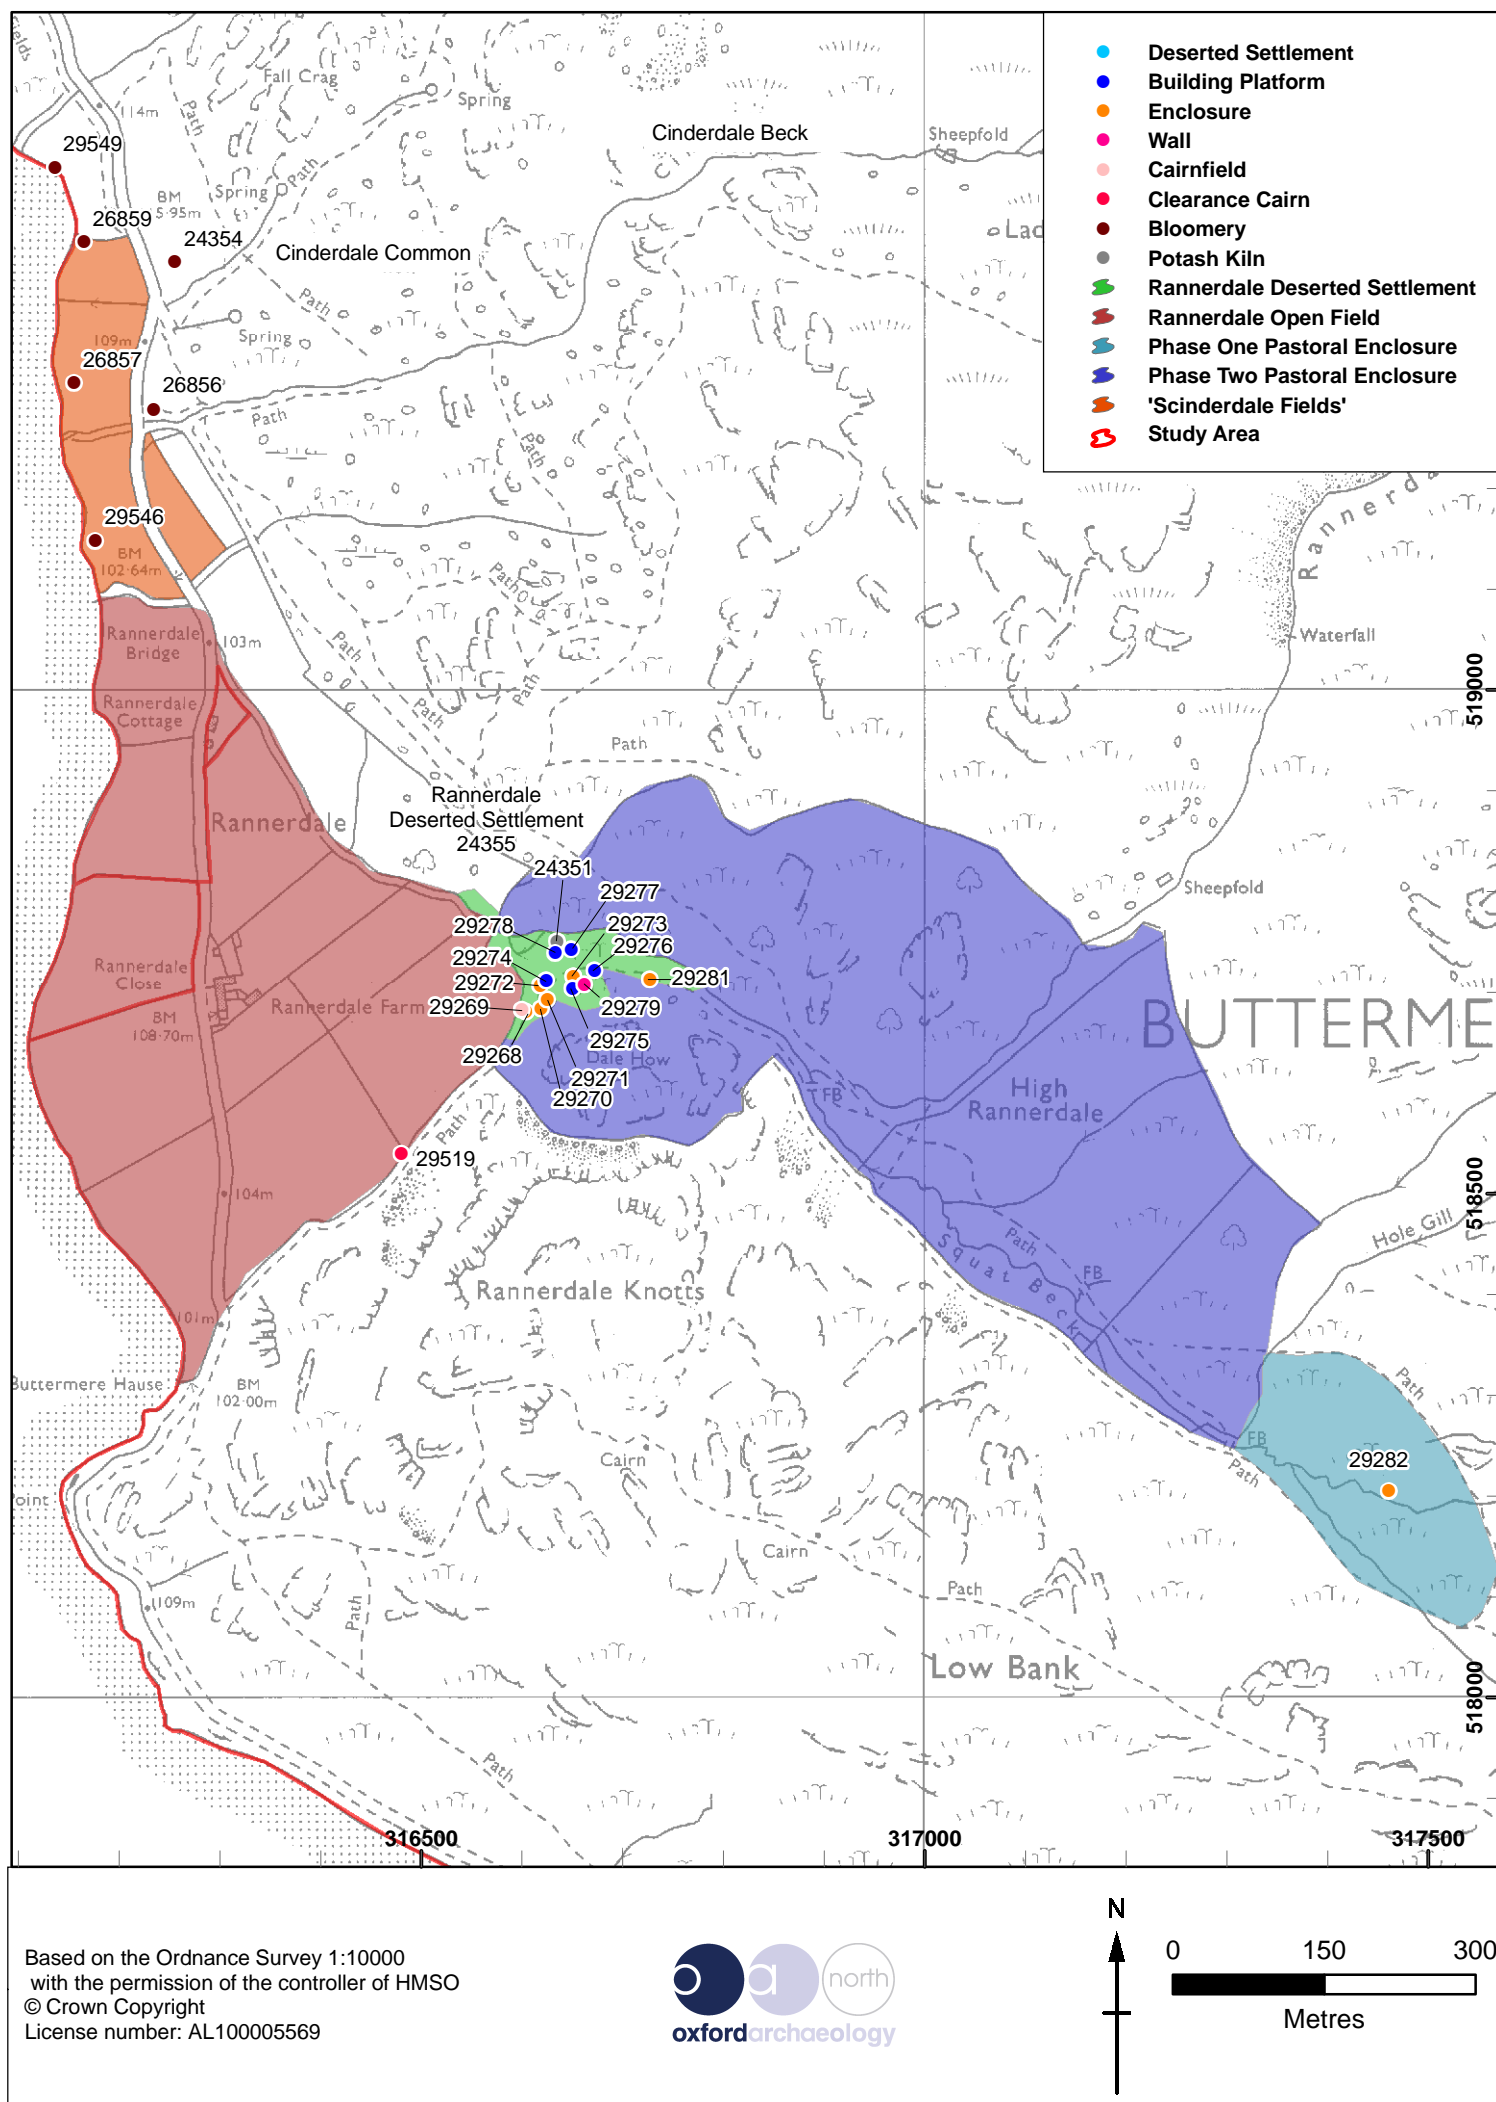 Fall Crag
Spring
Path
114m
29549
BM
5·95m
Spring
Path
Cinderdale Beck
Sheepfold
26859
24354
Cinderdale Common
Lad
Path
Spring
109m
26857
26856
Path
Path
29546
BM
102·64m
Path
Rannerdale
Bridge
103m
Path
Rannerdale
Cottage
Path
Path
Path
Waterfall
519000
Rannerdale
Deserted Settlement
24355
Rannerdale
24351
29277
29278
29273
29276
29274
29272
29281
29269
29279
29275
29268
29271
29270
Dale How
Sheepfold
Rannerdale
Close
BM
108·70m
Rannerdale Farm
BUTTERME
High
Rannerdale
FB
Path
29519
104m
518500
Hole Gill
Path
Squat Beck
FB
Rannerdale Knotts
101m
Buttermere Hause
BM
102·00m
Path
FB
Path
29282
Cairn
oint
Cairn
Path
109m
Path
Low Bank
518000
Path
316500
317000
317500
Deserted Settlement
Building Platform
Enclosure
Wall
Cairnfield
Clearance Cairn
Bloomery
Potash Kiln
Rannerdale Deserted Settlement
Rannerdale Open Field
Phase One Pastoral Enclosure
Phase Two Pastoral Enclosure
'Scinderdale Fields'
Study Area
Rannerda
Based on the Ordnance Survey 1:10000
with the permission of the controller of HMSO
© Crown Copyright
License number: AL100005569
o a north
oxfordarchaeology
N
0 150 300
Metres